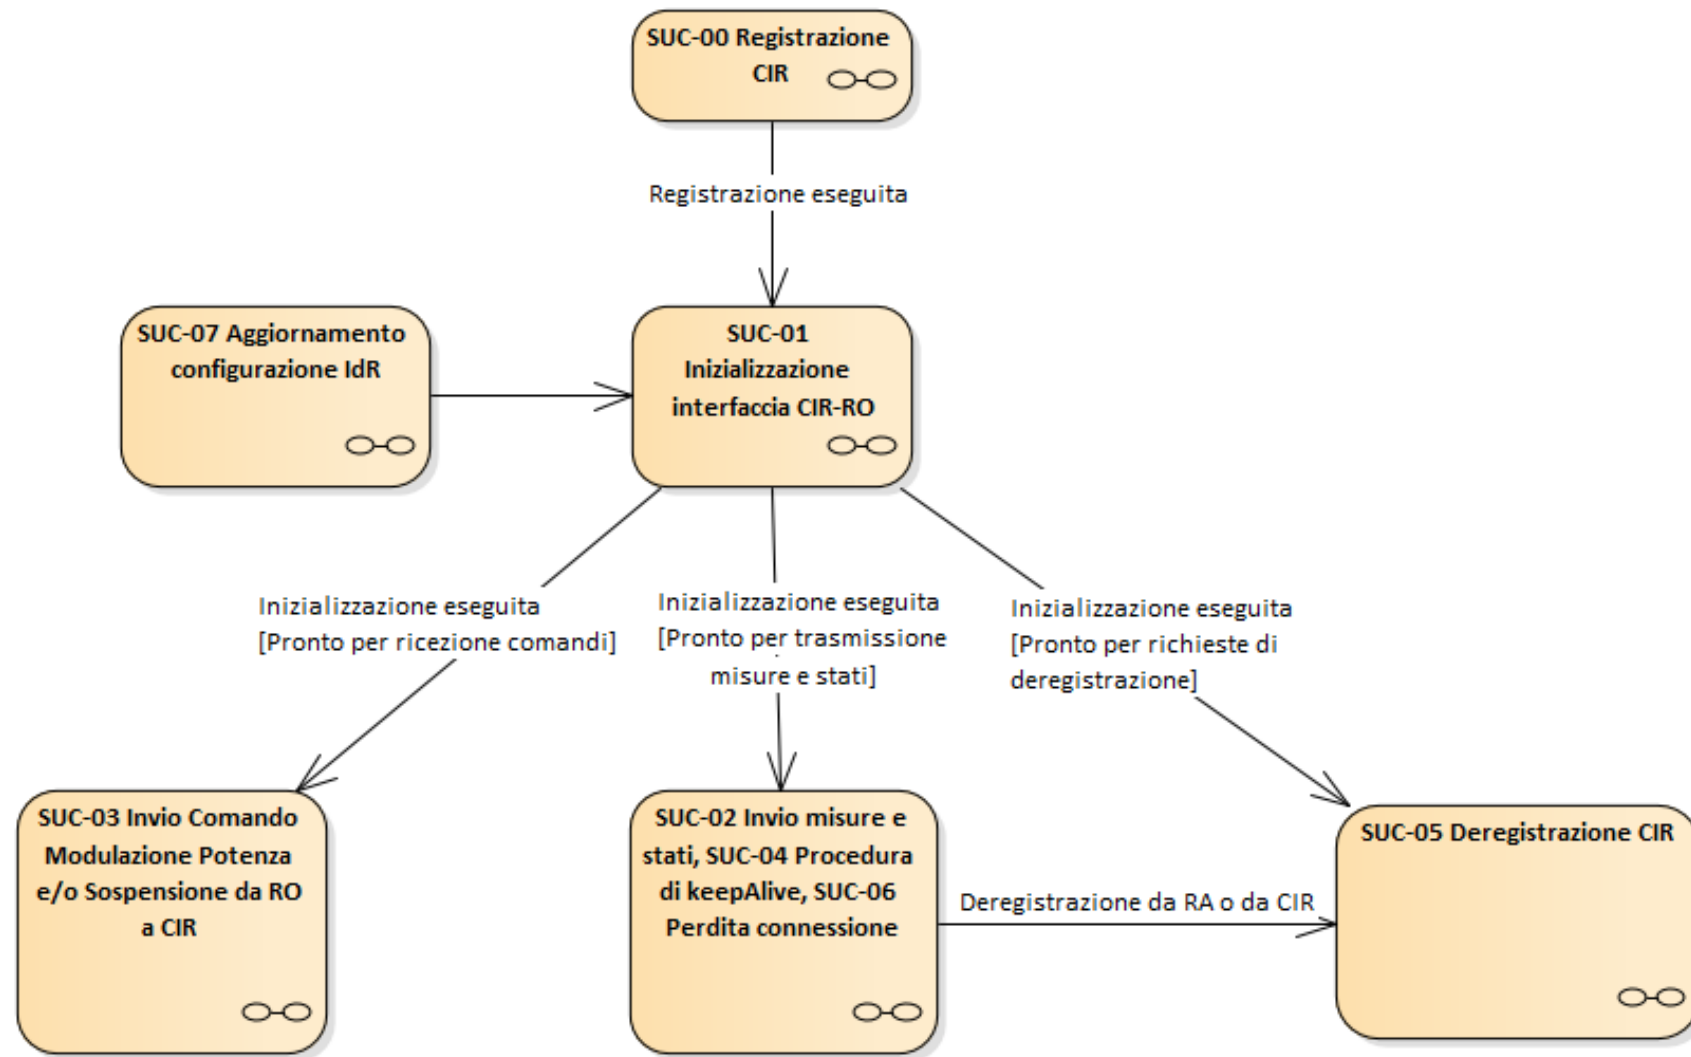 SUC-00 Registrazione
CIR
Registrazione eseguita
SUC-07 Aggiornamento
configurazione IdR
SUC-01
Inizializzazione
interfaccia CIR-RO
Inizializzazione eseguita
[Pronto per ricezione comandi]
Inizializzazione eseguita
[Pronto per trasmissione
misure e stati]
Inizializzazione eseguita
[Pronto per richieste di
deregistrazione]
SUC-03 Invio Comando
Modulazione Potenza
e/o Sospensione da RO
a CIR
SUC-02 Invio misure e
stati, SUC-04 Procedura
di keepAlive, SUC-06
Perdita connessione
Deregistrazione da RA o da CIR
SUC-05 Deregistrazione CIR